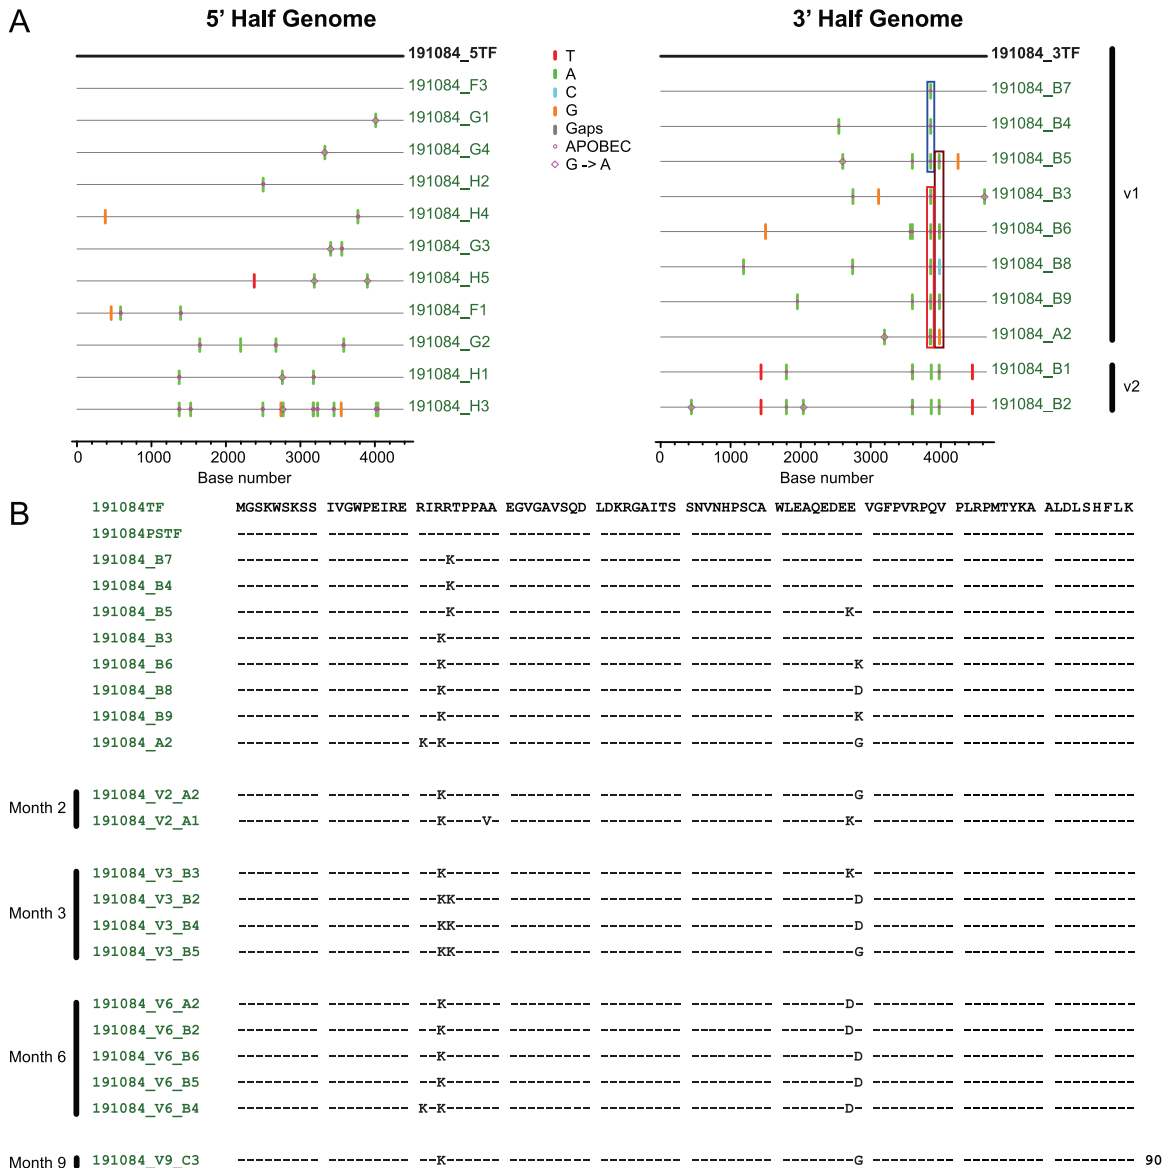 A
5' Half Genome
191084_5TF
191084_F3
191084_G1
191084_G4
191084_H2
191084_H4
191084_G3
191084_H5
191084_F1
191084_G2
191084_H1
191084_H3
0 1000 2000 3000 4000
Base number
T
A
C
G
Gaps
APOBEC
G -> A
3' Half Genome
191084_3TF
191084_B7
191084_B4
191084_B5
191084_B3
191084_B6
191084_B8
191084_B9
191084_A2
191084_B1
191084_B2
v1
v2
0 1000 2000 3000 4000
Base number
B
191084TF MGSKWSKSS IVGWPEIRE RIRRTPPAA EGVGAVSQD LDKRGAITS SNVNHPSCA WLEAQEDEE VGFPVRPQV PLRPMTYKA ALDLSHFLK
191084PSTF --------- --------- --------- --------- --------- --------- --------- --------- --------- ---------
191084_B7 --------- --------- ---K----- --------- --------- --------- --------- --------- --------- ---------
191084_B4 --------- --------- ---K----- --------- --------- --------- --------- --------- --------- ---------
191084_B5 --------- --------- ---K----- --------- --------- --------- -------K- --------- --------- ---------
191084_B3 --------- --------- --K------ --------- --------- --------- --------- --------- --------- ---------
191084_B6 --------- --------- --K------ --------- --------- --------- --------K --------- --------- ---------
191084_B8 --------- --------- --K------ --------- --------- --------- --------D --------- --------- ---------
191084_B9 --------- --------- --K------ --------- --------- --------- --------K --------- --------- ---------
191084_A2 --------- --------- K-K------ --------- --------- --------- --------G --------- --------- ---------
Month 2
191084_V2_A2 --------- --------- --K------ --------- --------- --------- --------G --------- --------- ---------
191084_V2_A1 --------- --------- --K----V- --------- --------- --------- -------K- --------- --------- ---------
Month 3
191084_V3_B3 --------- --------- --K------ --------- --------- --------- -------K- --------- --------- ---------
191084_V3_B2 --------- --------- --KK----- --------- --------- --------- --------D --------- --------- ---------
191084_V3_B4 --------- --------- --KK----- --------- --------- --------- --------D --------- --------- ---------
191084_V3_B5 --------- --------- --KK----- --------- --------- --------- --------G --------- --------- ---------
Month 6
191084_V6_A2 --------- --------- --K------ --------- --------- --------- -------D- --------- --------- ---------
191084_V6_B2 --------- --------- --K------ --------- --------- --------- -------D- --------- --------- ---------
191084_V6_B6 --------- --------- --K------ --------- --------- --------- --------D --------- --------- ---------
191084_V6_B5 --------- --------- --K------ --------- --------- --------- --------D --------- --------- ---------
191084_V6_B4 --------- --------- K-K------ --------- --------- --------- -------D- --------- --------- ---------
Month 9
191084_V9_C3 --------- --------- --K------ --------- --------- --------- --------G --------- --------- --------- 90